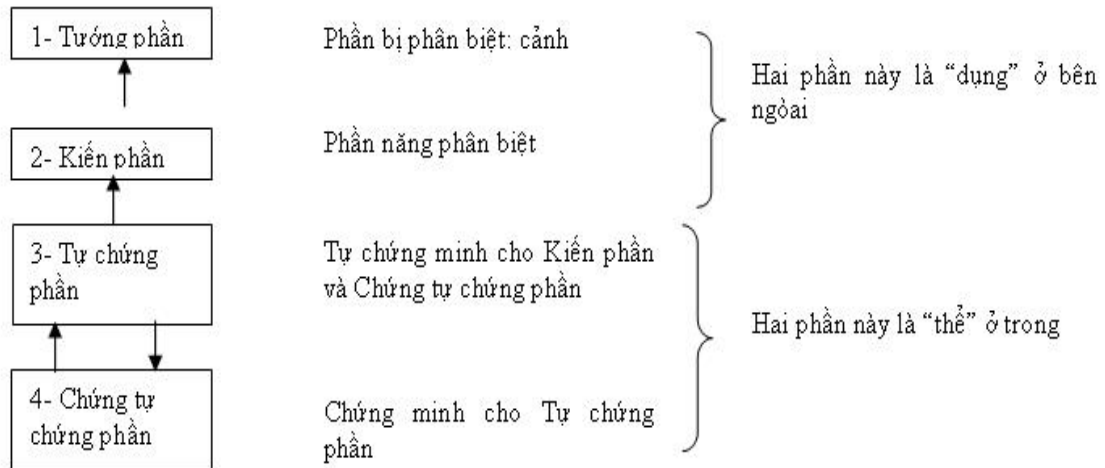 1- Tướng phần
Phần bị phân biệt: cảnh
Hai phần này là “dụng” ở bên
ngòai
2- Kiến phần
Phần năng phân biệt
3- Tự chứng
phần
Tự chứng minh cho Kiến phần
và Chứng tự chứng phần
Hai phần này là “thể” ở trong
4- Chứng tự
chứng phần
Chứng minh cho Tự chứng
phần